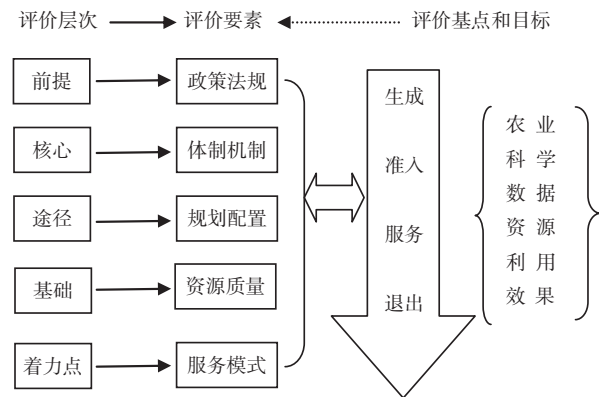 评价层次 评价要素 评价基点和目标
前提 政策法规
核心 体制机制
途径 规划配置
基础 资源质量
着力点 服务模式
生成
准入
服务
退出
农业
科学
数据
资源
利用
效果